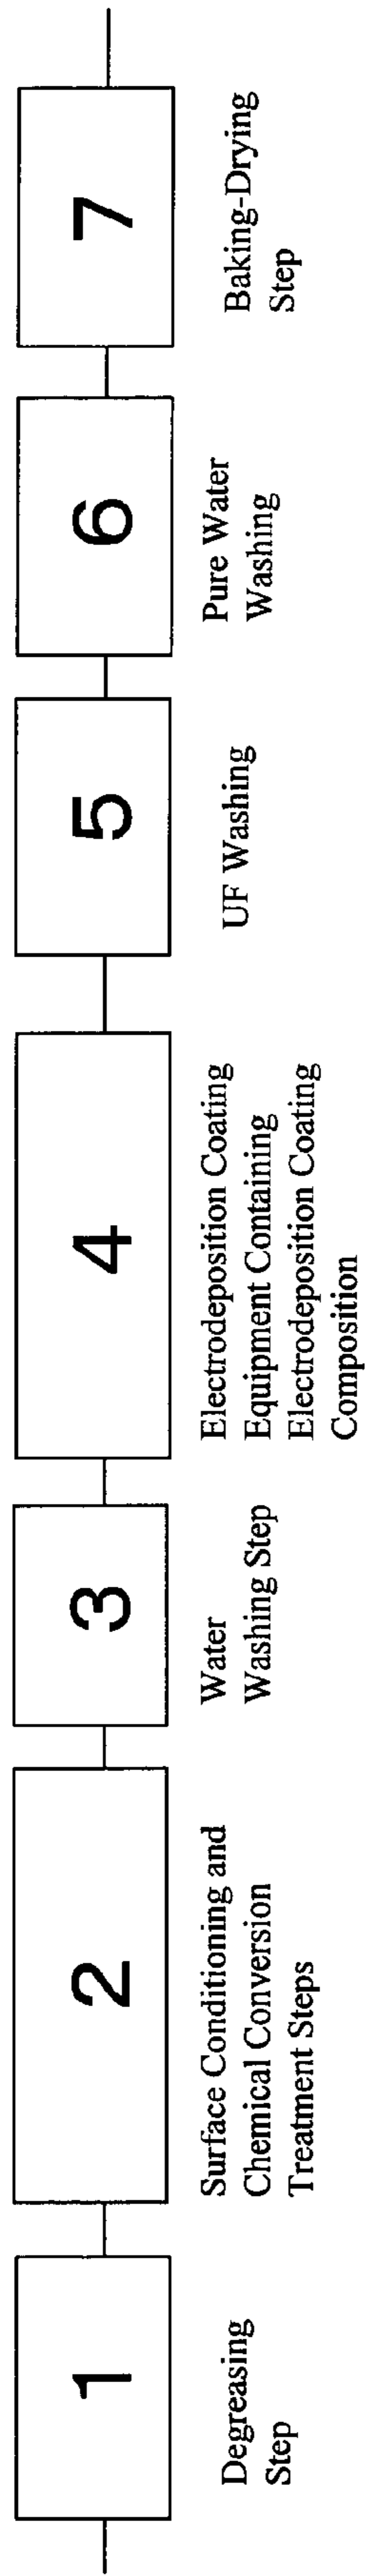 1
Degreasing
Step
2
Surface Conditioning and
Chemical Conversion
Treatment Steps
3
Water
Washing Step
4
Electrodeposition Coating
Equipment Containing
Electrodeposition Coating
Composition
5
UF Washing
6
Pure Water
Washing
7
Baking-Drying
Step